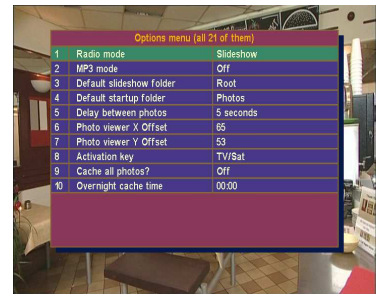 Options menu (all 21 of them)
1 Radio mode Slideshow
2 MP3 mode Off
3 Default slideshow folder Root
4 Default startup folder Photos
5 Delay between photos 5 seconds
6 Photo viewer X Offset 65
7 Photo viewer Y Offset 53
8 Activation key TV/Sat
9 Cache all photos? Off
10 Overnight cache time 00:00